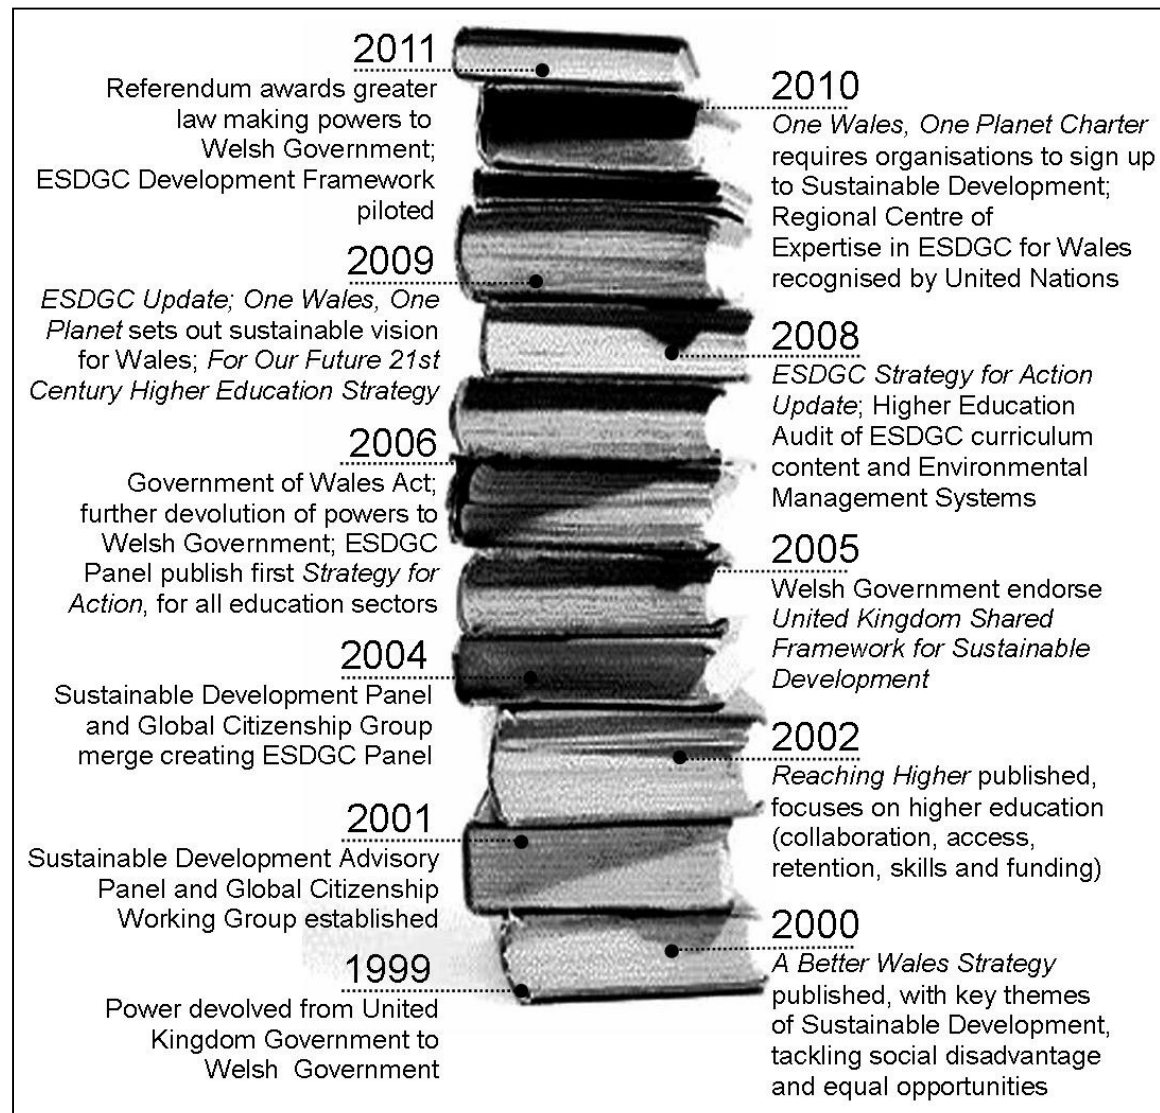 2011
Referendum awards greater
law making powers to
Welsh Government;
ESDGC Development Framework
piloted
2010
One Wales, One Planet Charter
requires organisations to sign up
to Sustainable Development;
Regional Centre of
Expertise in ESDGC for Wales
recognised by United Nations
2009
ESDGC Update; One Wales, One
Planet sets out sustainable vision
for Wales; For Our Future 21st
Century Higher Education Strategy
2008
ESDGC Strategy for Action
Update; Higher Education
Audit of ESDGC curriculum
content and Environmental
Management Systems
2006
Government of Wales Act;
further devolution of powers to
Welsh Government; ESDGC
Panel publish first Strategy for
Action, for all education sectors
2005
Welsh Government endorse
United Kingdom Shared
Framework for Sustainable
Development
2004
Sustainable Development Panel
and Global Citizenship Group
merge creating ESDGC Panel
2002
Reaching Higher published,
focuses on higher education
(collaboration, access,
retention, skills and funding)
2001
Sustainable Development Advisory
Panel and Global Citizenship
Working Group established
2000
A Better Wales Strategy
published, with key themes
of Sustainable Development,
tackling social disadvantage
and equal opportunities
1999
Power devolved from United
Kingdom Government to
Welsh Government